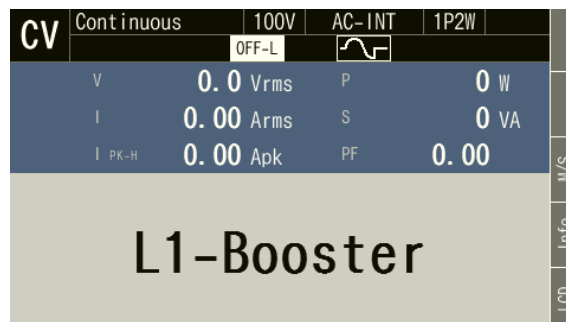 CV
Continuous 100V AC-INT 1P2W
OFF-L
V 0.0 Vrms P 0 W
I 0.00 Arms S 0 VA
I PK-H 0.00 Apk PF 0.00
L1-Booster
M/S
Info
LCD